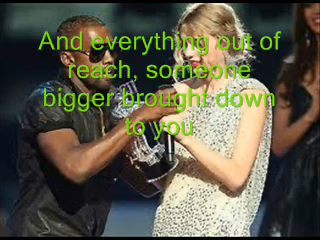 And everything out of
reach, someone
bigger brought down
to you